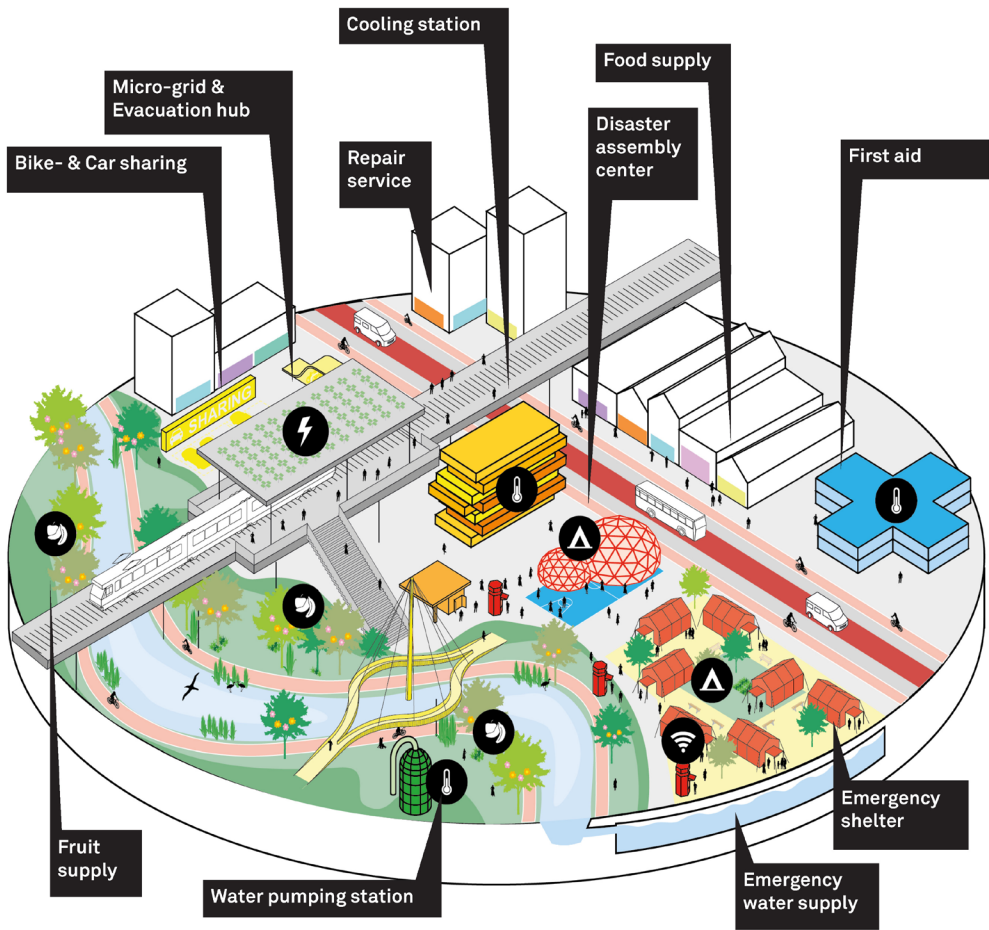 Cooling station
Food supply
Micro-grid &
Evacuation hub
Disaster
assembly
center
Bike- & Car sharing
Repair
service
First aid
SHARING
Emergency
shelter
Fruit
supply
Water pumping station
Emergency
water supply